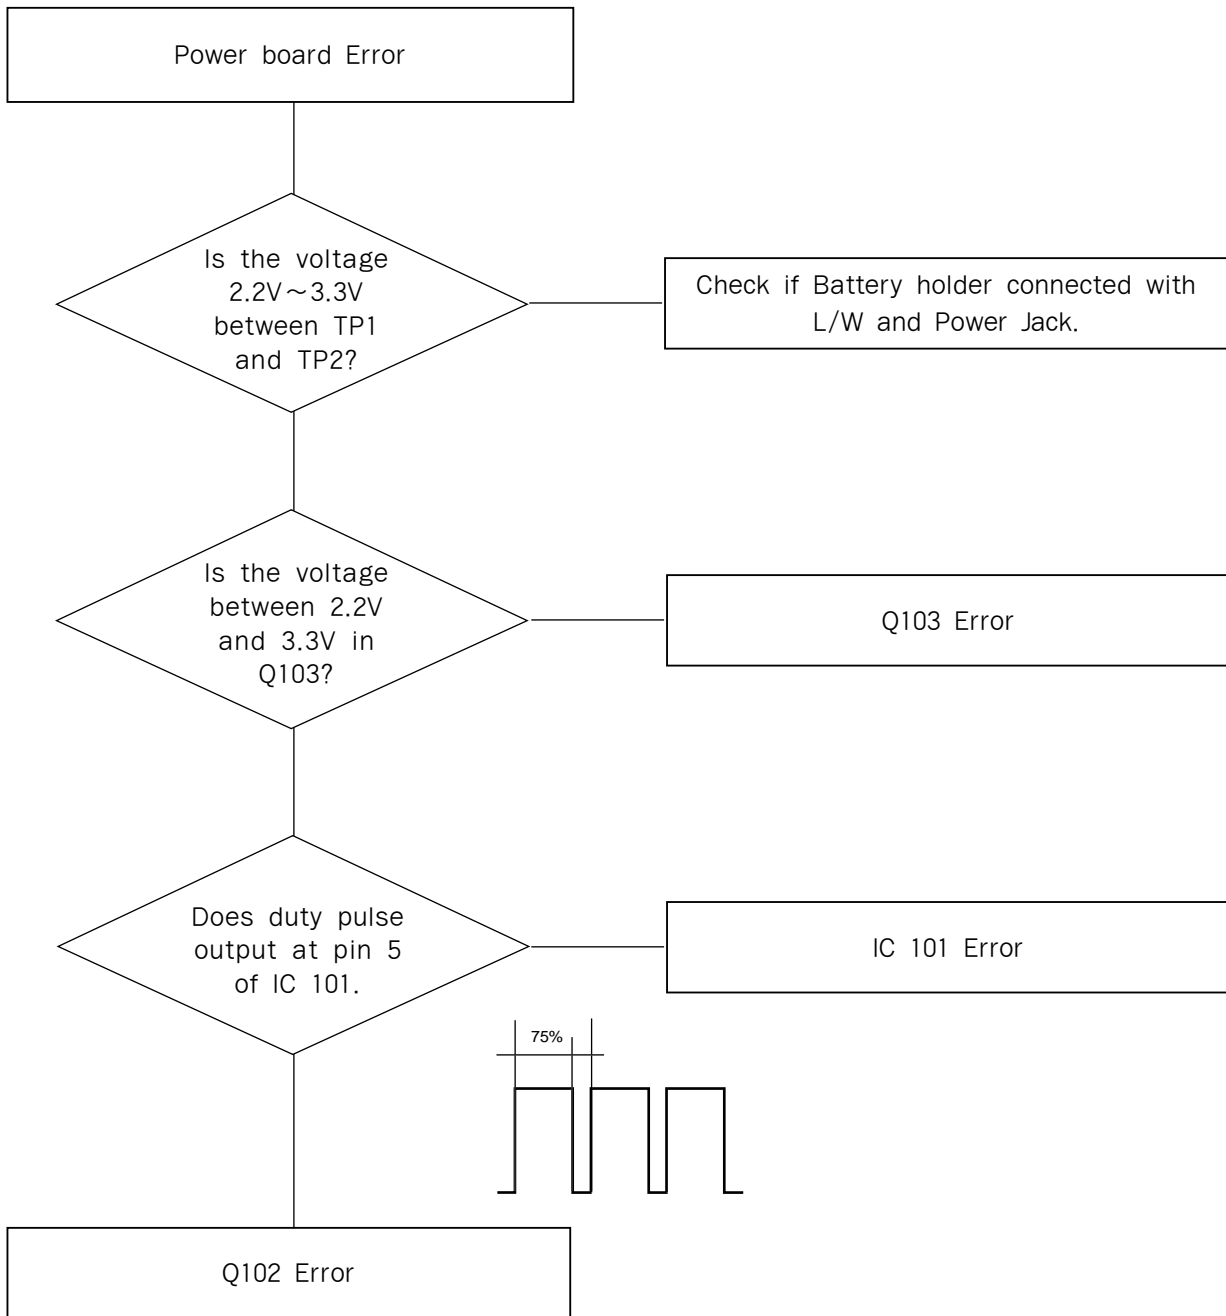 Power board Error
Is the voltage
2.2V～3.3V
between TP1
and TP2?
Check if Battery holder connected with
L/W and Power Jack.
Is the voltage
between 2.2V
and 3.3V in
Q103?
Q103 Error
Does duty pulse
output at pin 5
of IC 101.
IC 101 Error
75%
Q102 Error